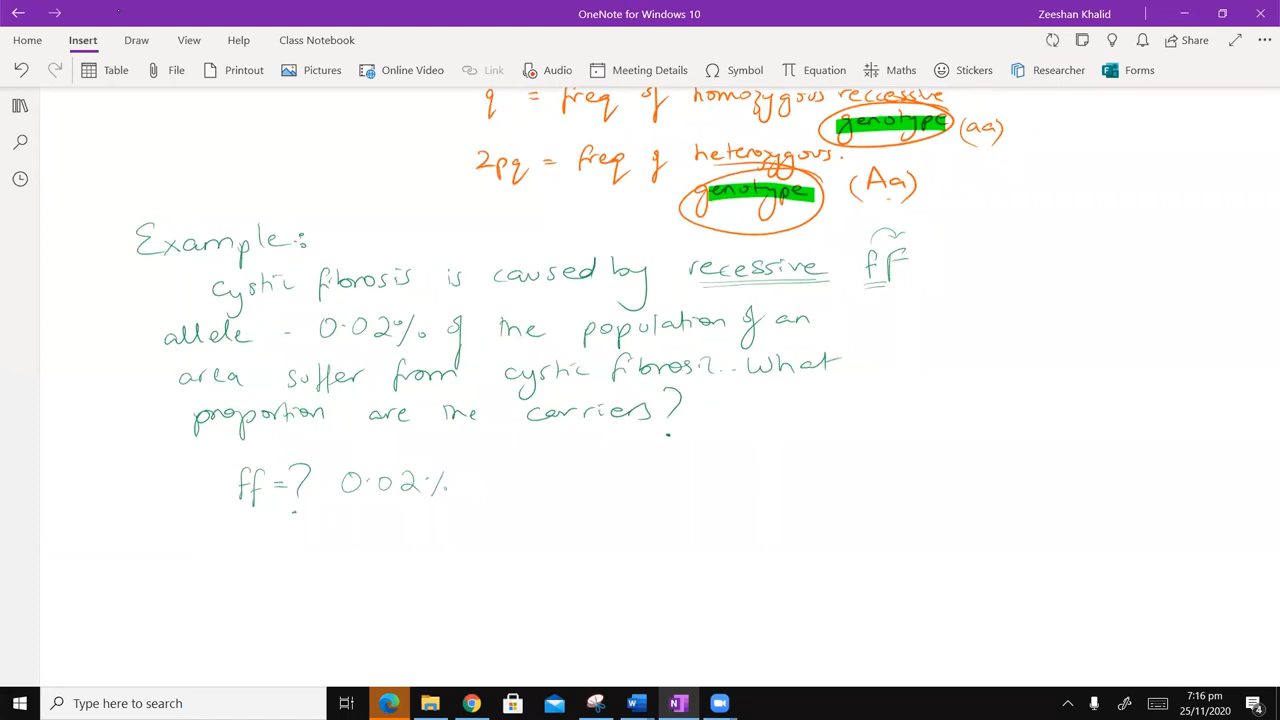 OneNote for Windows 10
Zeeshan Khalid
Home Insert Draw View Help Class Notebook
Share
Table File Printout Pictures Online Video Link Audio Meeting Details Symbol Equation Maths Stickers Researcher Forms
q = freq of homozygous reccessive
genotype (aa)
2pq = freq of heterozygous.
genotype (Aa)
Example:
cystic fibrosis is caused by recessive fF
allele - 0.02% of the population of an
area suffer from cystic fibrosis.. What
proportion are the carriers?
ff = ? 0.02%
Type here to search
7:16 pm
25/11/2020
4